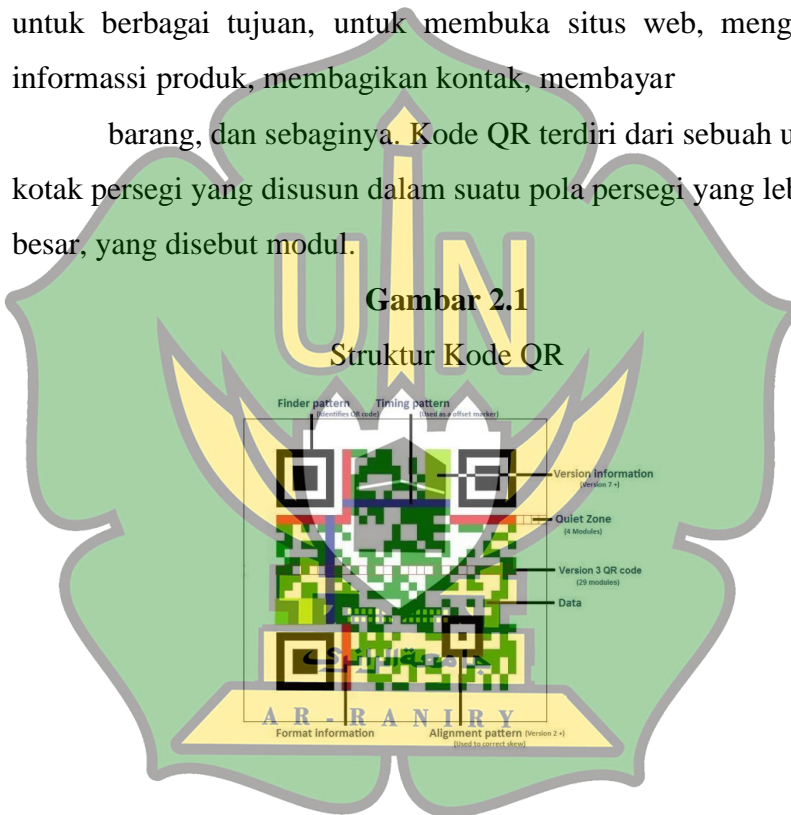 untuk berbagai tujuan, untuk membuka situs web, meng
informassi produk, membagikan kontak, membayar
barang, dan sebaginya. Kode QR terdiri dari sebuah u
kotak persegi yang disusun dalam suatu pola persegi yang leb
besar, yang disebut modul.
UIN
Gambar 2.1
Struktur Kode QR
Finder pattern
(Identifies QR code)
Timing pattern
(Used as a offset marker)
Version information
(Version 7 +)
Quiet Zone
(4 Modules)
Version 3 QR code
(29 modules)
Data
جامعة الرانري
AR-RANIRY
Format information
Alignment pattern (Version 2 +)
(Used to correct skew)